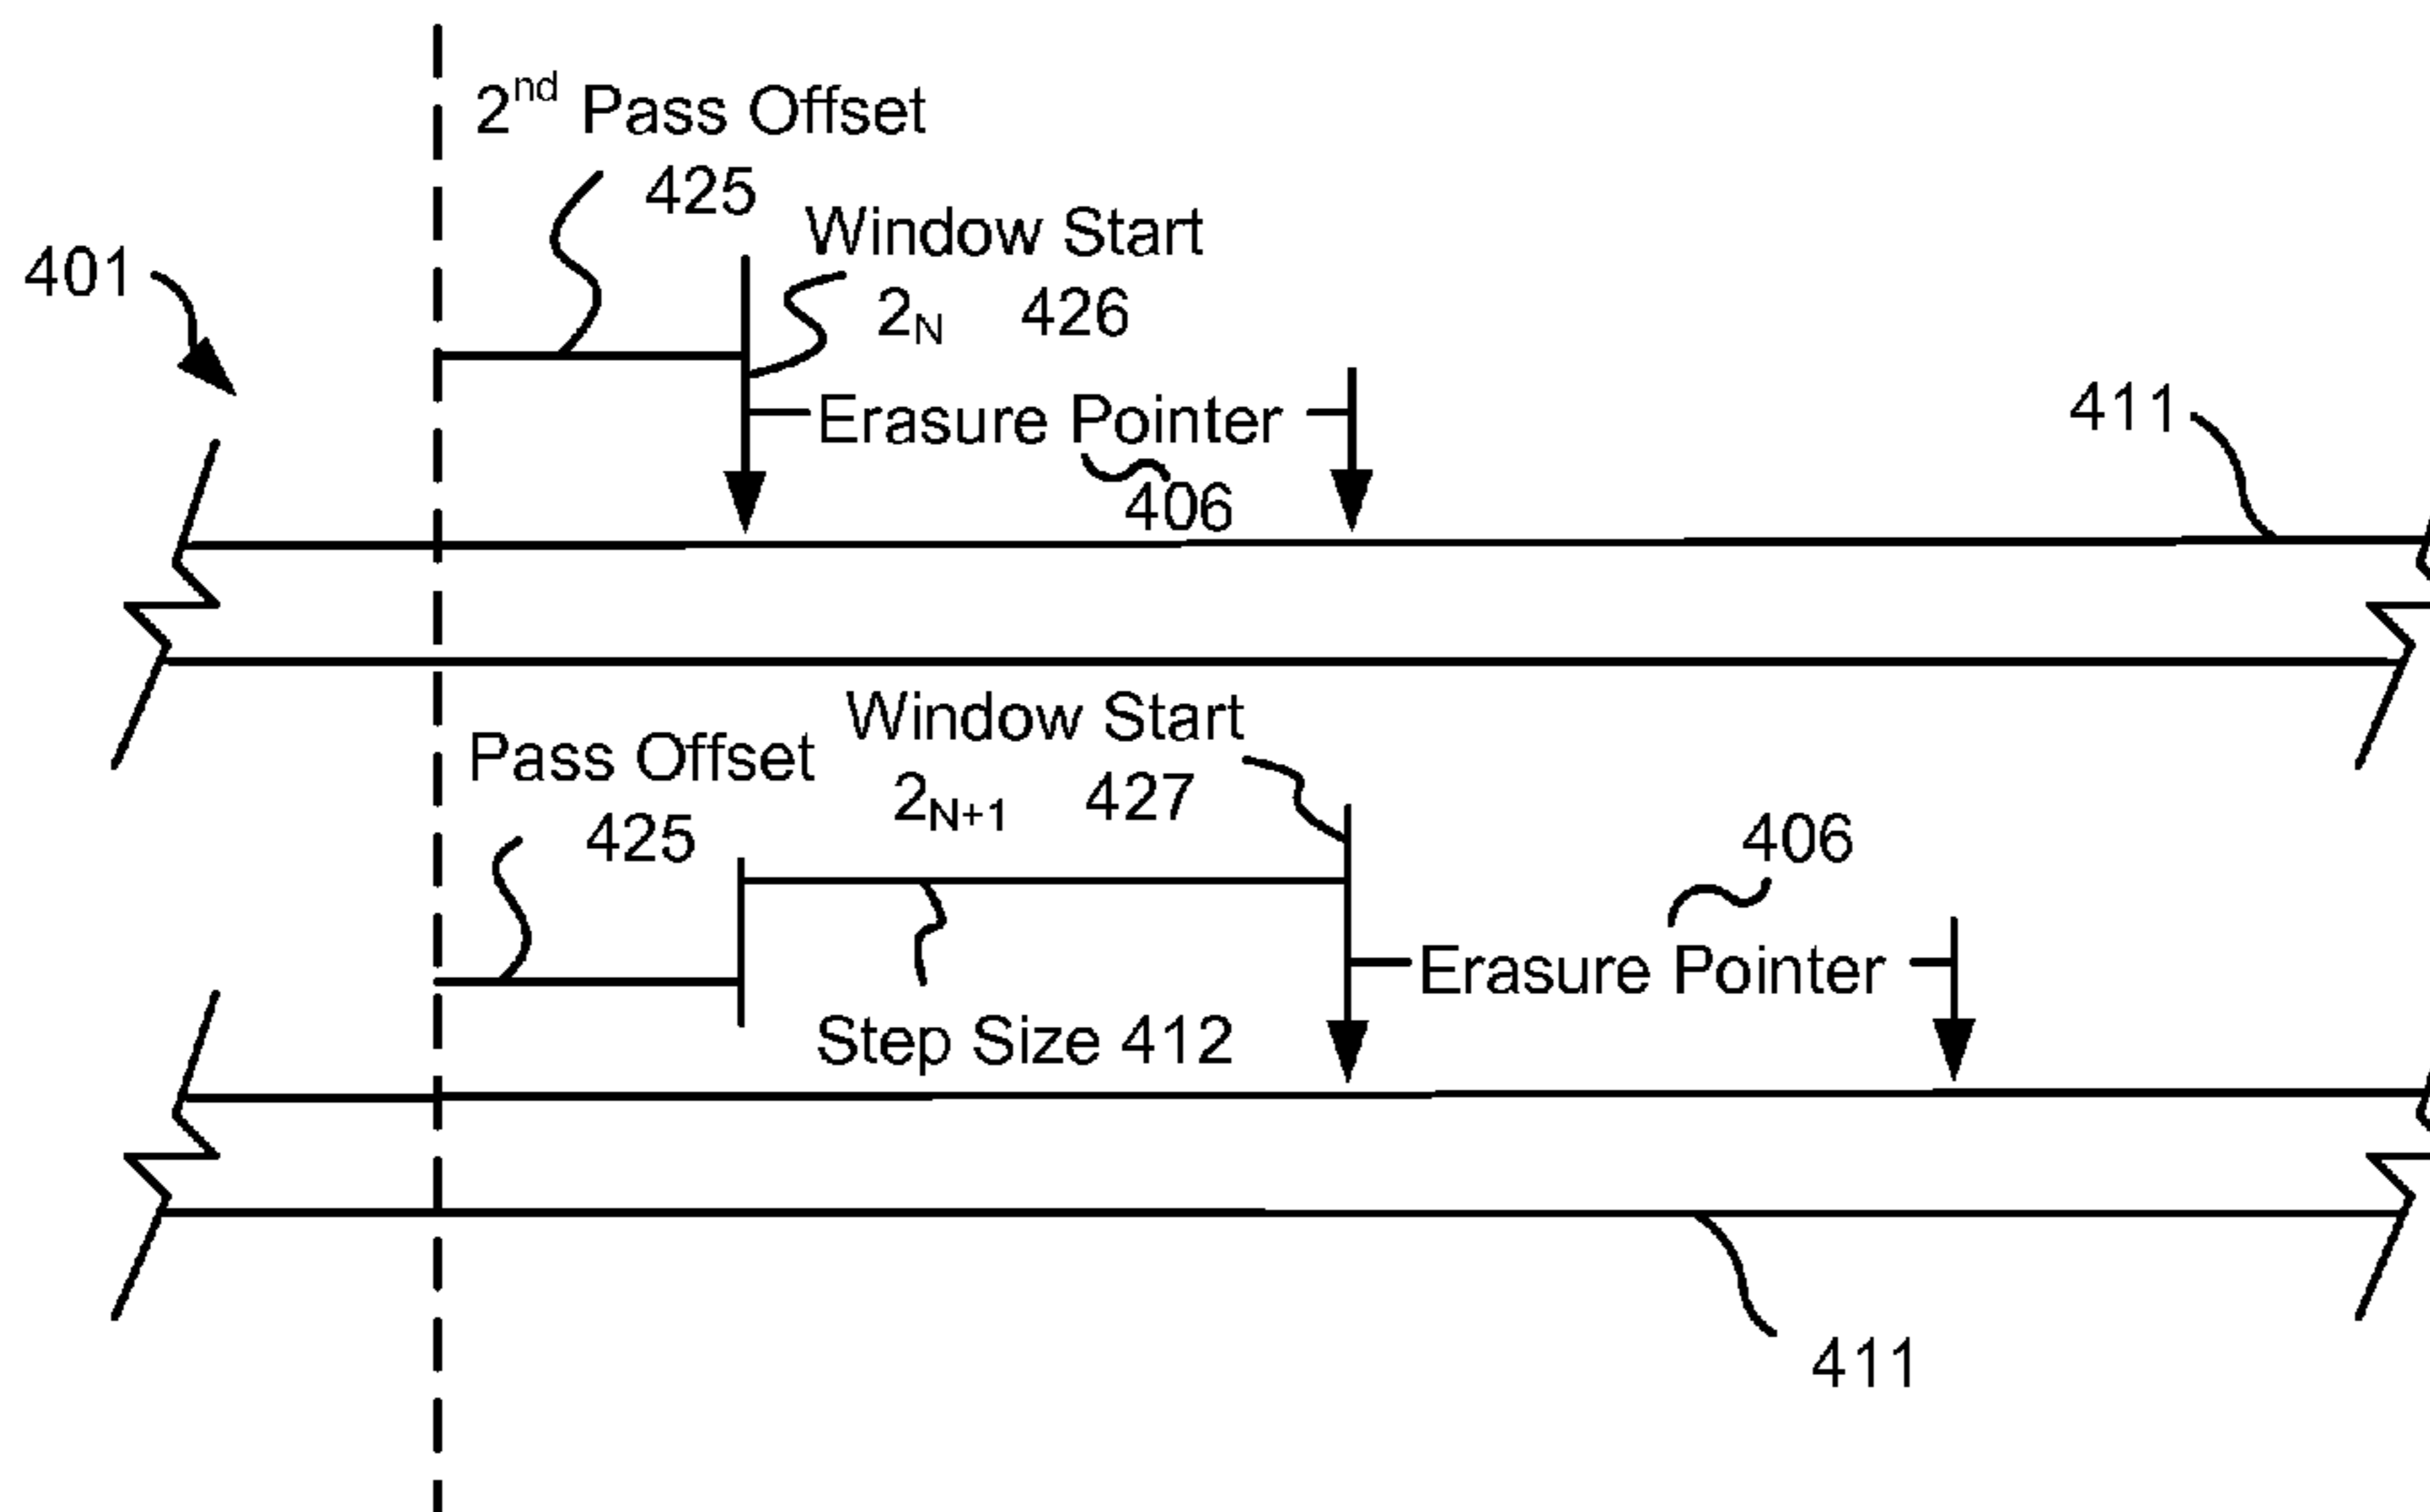 2nd Pass Offset
425
Window Start
401
2N 426
Erasure Pointer
411
406
Window Start
Pass Offset
2N+1 427
425
406
Erasure Pointer
Step Size 412
411